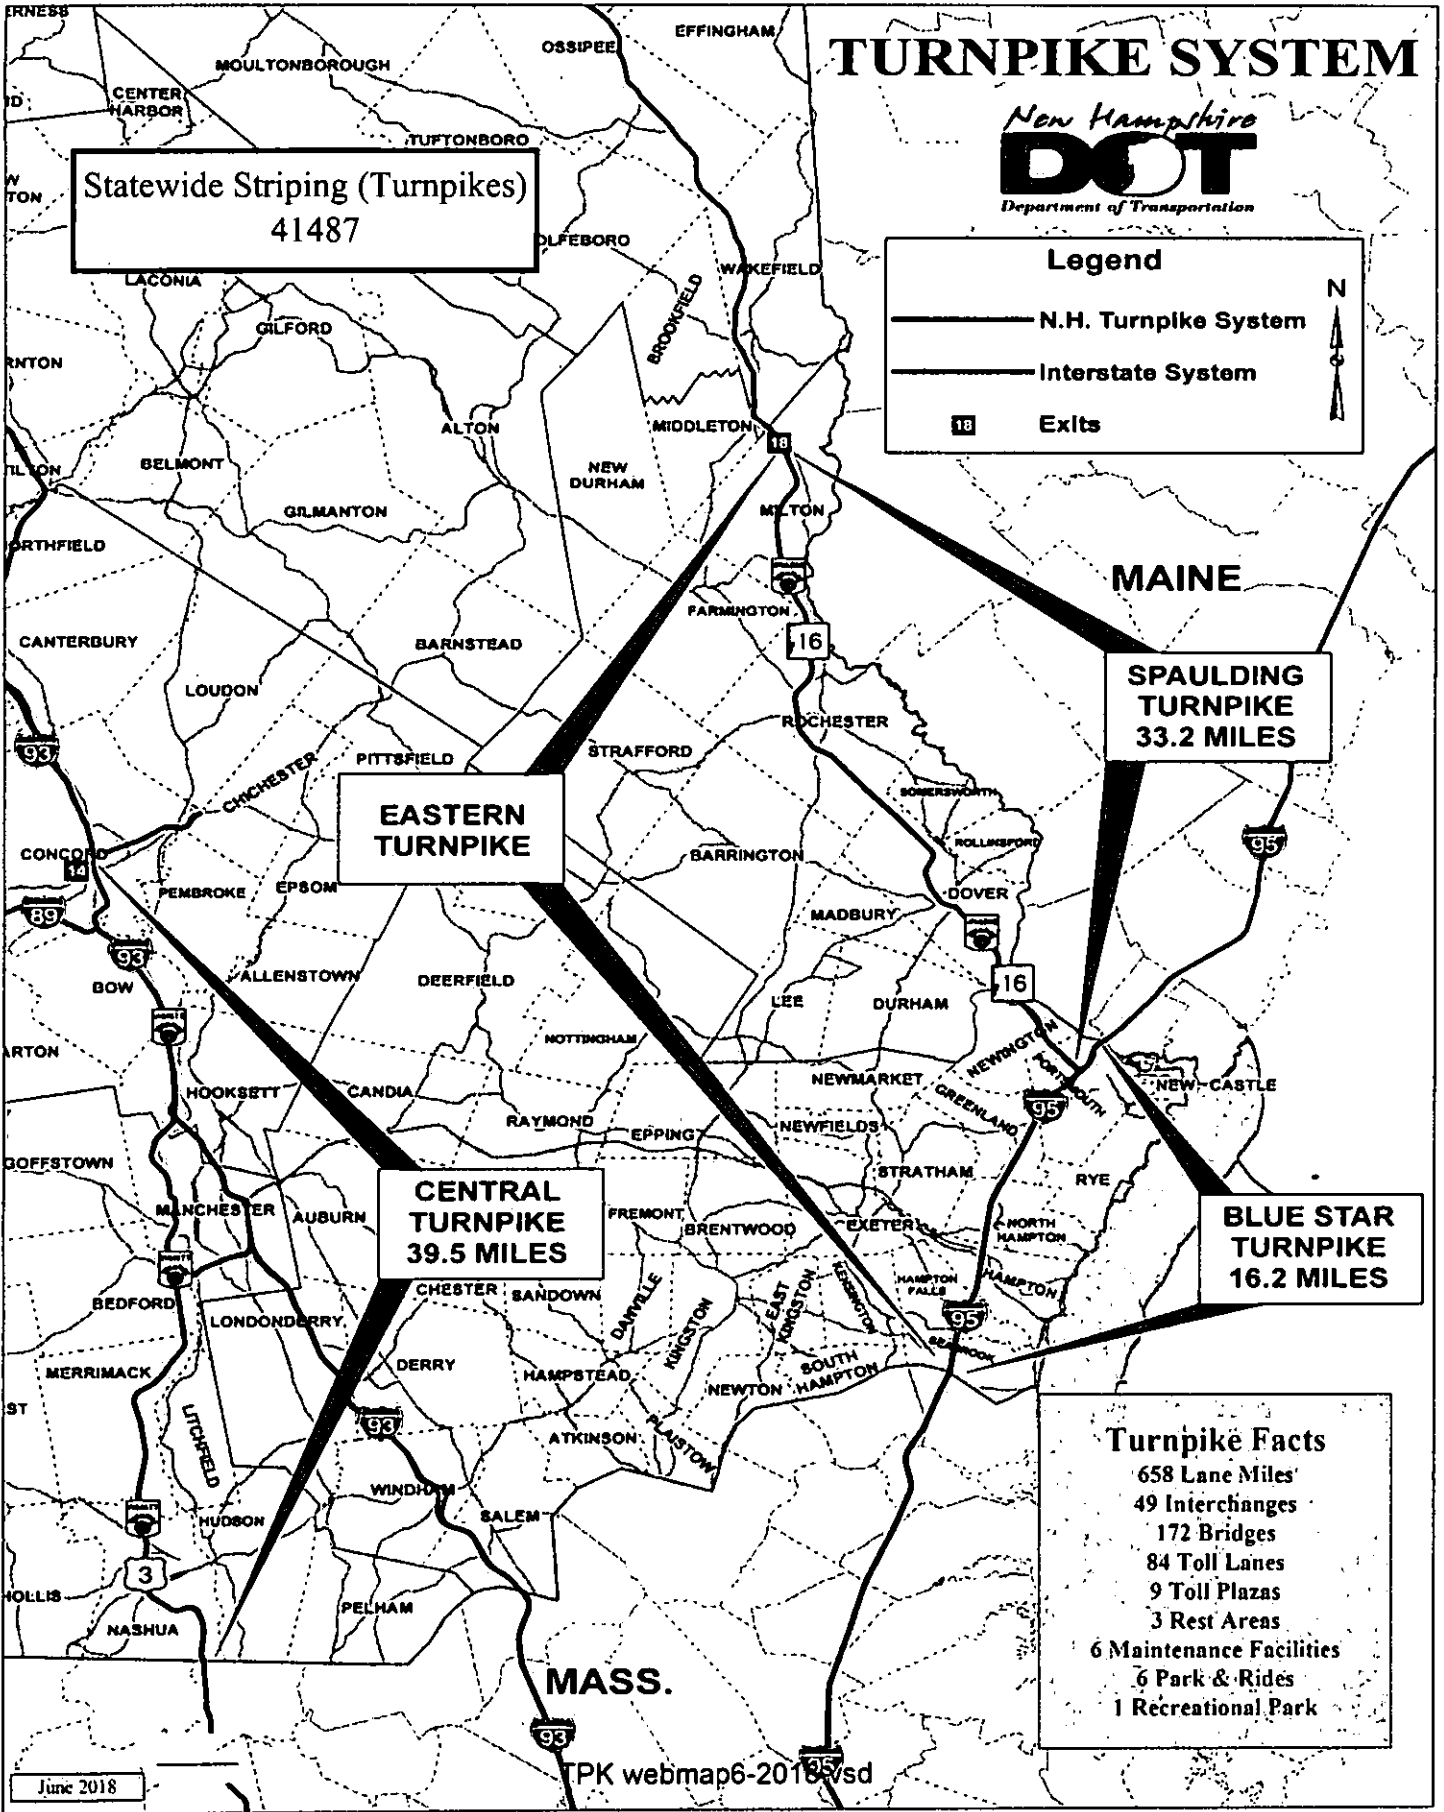 TURNPIKE SYSTEM
New Hampshire
DOT
Department of Transportation
Statewide Striping (Turnpikes)
41487
Legend
N
N.H. Turnpike System
Interstate System
18 Exits
OSSIPEE
EFFINGHAM
MOULTONBOROUGH
CENTER
HARBOR
TUFTONBORO
WAKEFIELD
BROOKFIELD
LACONIA
GILFORD
ALTON
MIDDLETON
18
BELMONT
NEW
DURHAM
GILMANTON
MILTON
MAINE
FARMINGTON
16
CANTERBURY
BARNSTEAD
LOUDON
SPAULDING
TURNPIKE
33.2 MILES
ROCHESTER
STRAFFORD
PITTSFIELD
CHICHESTER
93
EASTERN
TURNPIKE
SOMERSWORTH
ROLLINSFORD
95
CONCORD
14
BARRINGTON
PEMBROKE
EPSOM
DOVER
MADBURY
89
93
BOW
ALLENSTOWN
DEERFIELD
16
LEE
DURHAM
NOTTINGHAM
NEWINGTON
PORTSMOUTH
NEW CASTLE
HOOKSETT
CANDIA
NEWMARKET
GREENLAND
95
RAYMOND
EPPING
NEWFIELDS
GOFFSTOWN
STRATHAM
RYE
CENTRAL
TURNPIKE
39.5 MILES
MANCHESTER
AUBURN
FREMONT
BRENTWOOD
EXETER
NORTH
HAMPTON
BLUE STAR
TURNPIKE
16.2 MILES
BEDFORD
CHESTER
SANDOWN
DANVILLE
KINGSTON
EAST
KINGSTON
KENSINGTON
HAMPTON
FALLS
HAMPTON
95
SEABROOK
LONDONDERRY
MERRIMACK
DERRY
HAMPSTEAD
NEWTON
SOUTH
HAMPTON
LITCHFIELD
93
ATKINSON
PLAISTOW
WINDHAM
SALEM
HUDSON
3
HOLLIS
NASHUA
PELHAM
MASS.
93
95
Turnpike Facts
658 Lane Miles
49 Interchanges
172 Bridges
84 Toll Lanes
9 Toll Plazas
3 Rest Areas
6 Maintenance Facilities
6 Park & Rides
1 Recreational Park
June 2018